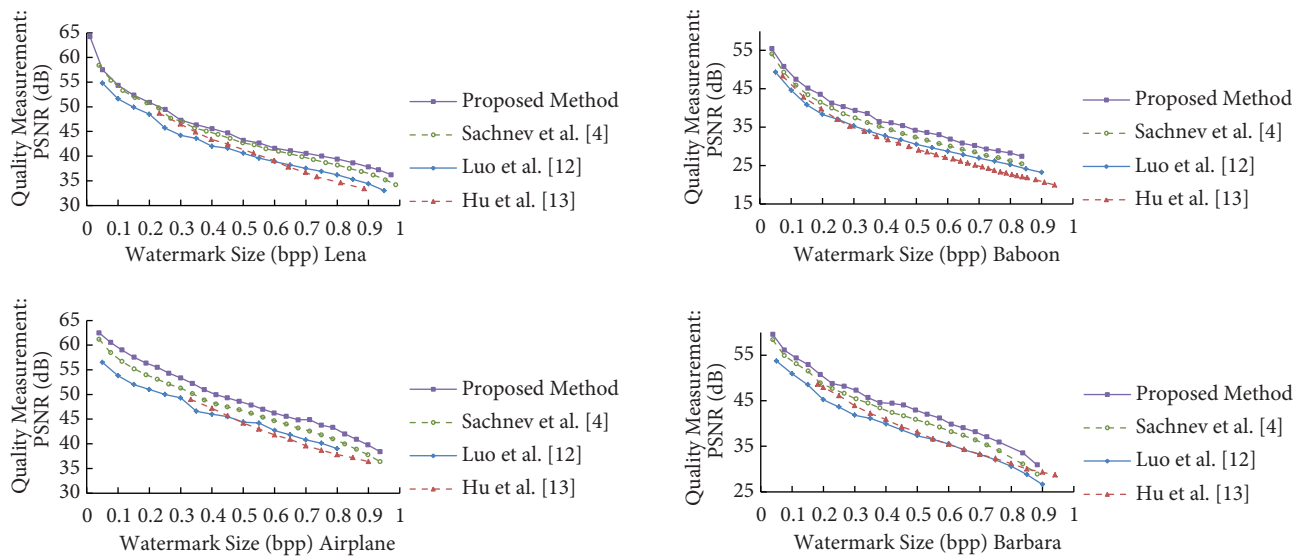 Quality Measurement:
PSNR (dB)
65
60
55
50
45
40
35
30
0 0.1 0.2 0.3 0.4 0.5 0.6 0.7 0.8 0.9 1
Watermark Size (bpp) Lena
Proposed Method
Sachnev et al. [4]
Luo et al. [12]
Hu et al. [13]
Quality Measurement:
PSNR (dB)
55
45
35
25
15
0 0.1 0.2 0.3 0.4 0.5 0.6 0.7 0.8 0.9 1
Watermark Size (bpp) Baboon
Proposed Method
Sachnev et al. [4]
Luo et al. [12]
Hu et al. [13]
Quality Measurement:
PSNR (dB)
65
60
55
50
45
40
35
30
0 0.1 0.2 0.3 0.4 0.5 0.6 0.7 0.8 0.9 1
Watermark Size (bpp) Airplane
Proposed Method
Sachnev et al. [4]
Luo et al. [12]
Hu et al. [13]
Quality Measurement:
PSNR (dB)
55
45
35
25
0 0.1 0.2 0.3 0.4 0.5 0.6 0.7 0.8 0.9 1
Watermark Size (bpp) Barbara
Proposed Method
Sachnev et al. [4]
Luo et al. [12]
Hu et al. [13]